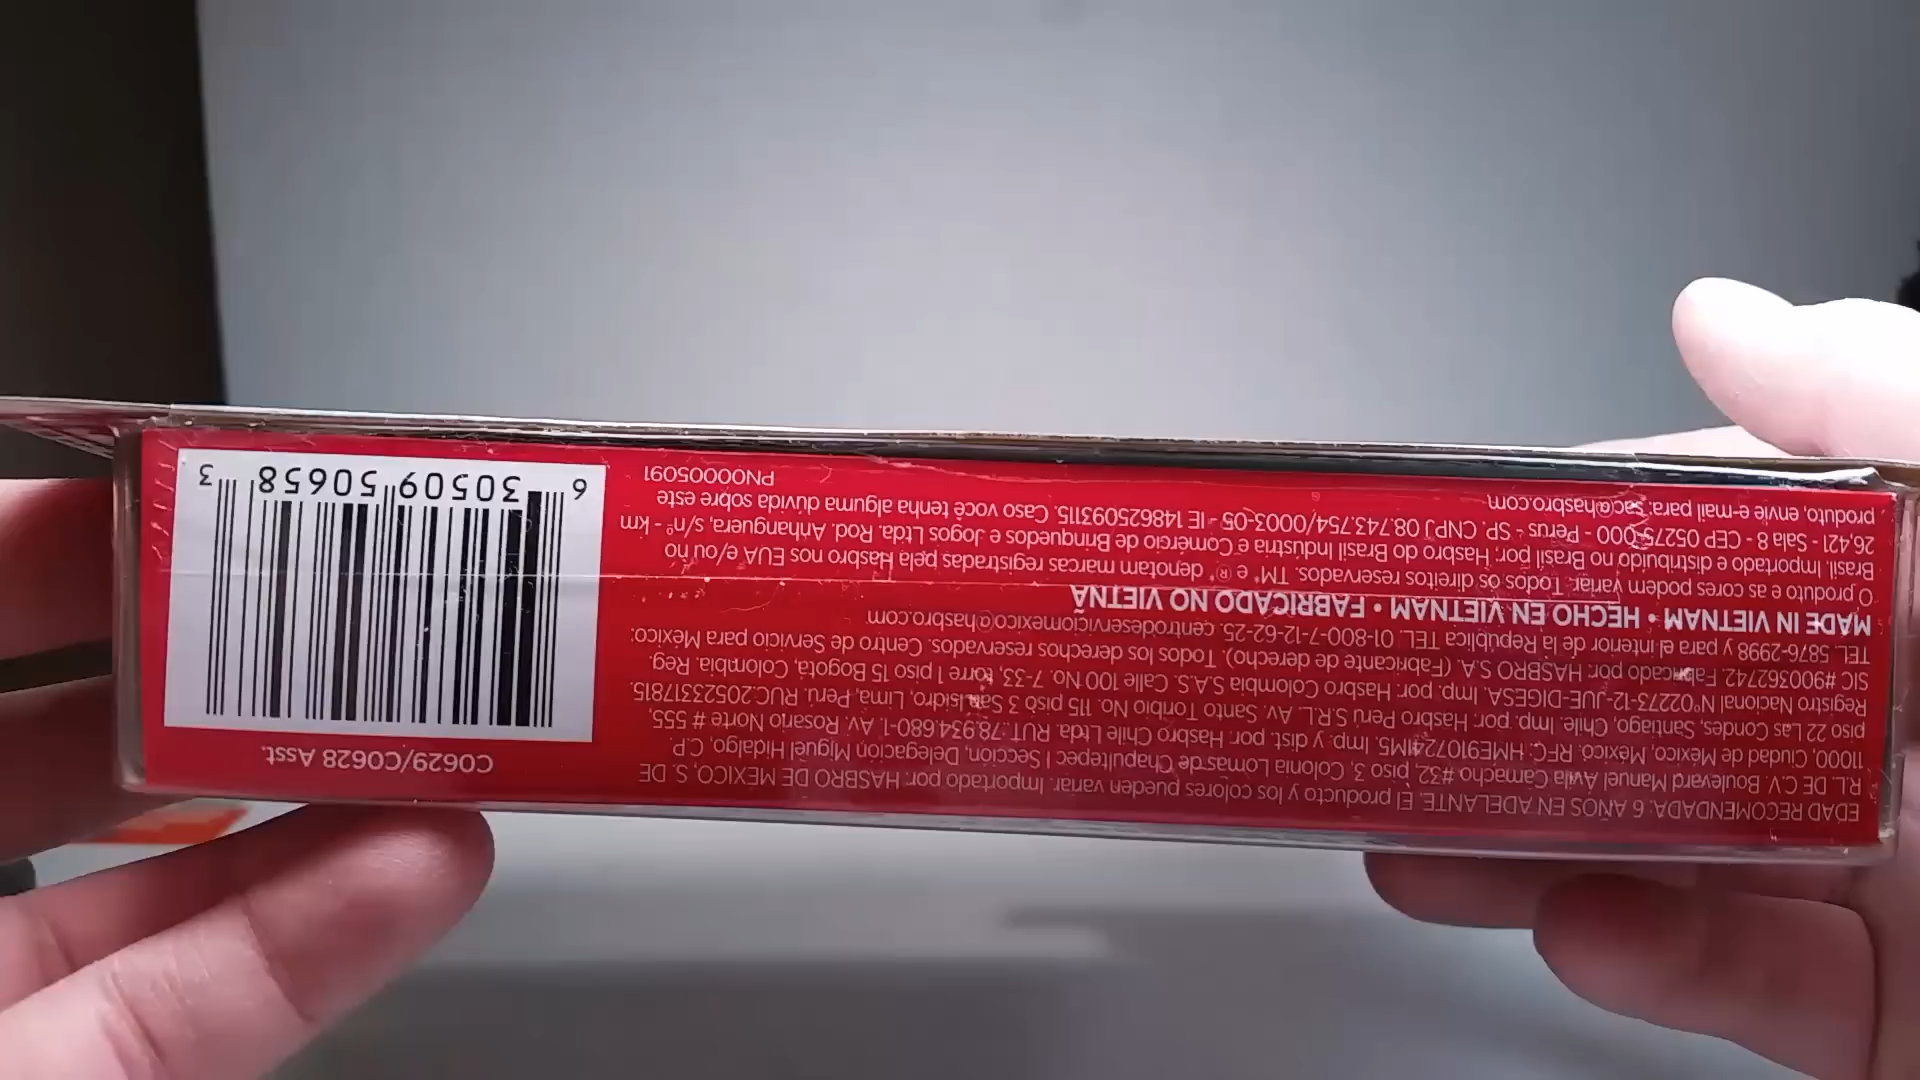 C0629/C0628 Asst.
6 30509 50658 3
EDAD RECOMENDADA: 6 AÑOS EN ADELANTE. El producto y los colores pueden variar. Importado por: HASBRO DE MEXICO, S. DE
R.L. DE C.V. Boulevard Manuel Ávila Camacho #32, piso 3, Colonia Lomas de Chapultepec I Sección, Delegación Miguel Hidalgo, C.P.
11000, Ciudad de México, México. RFC: HME910724IM5. Imp. y dist. por: Hasbro Chile Ltda. RUT.:78.934.680-1. Av. Rosario Norte # 555,
piso 22 Las Condes, Santiago, Chile. Imp. por: Hasbro Perú S.R.L. Av. Santo Toribio No. 115 piso 3 San Isidro, Lima, Peru. RUC:20523317815.
Registro Nacional N° 02273-12-JUE-DIGESA. Imp. por: Hasbro Colombia S.A.S. Calle 100 No. 7-33, torre 1 piso 15 Bogotá, Colombia. Reg.
SIC #900362742. Fabricado por: HASBRO S.A. (Fabricante de derecho). Todos los derechos reservados. Centro de Servicio para México:
TEL. 5876-2998 y para el interior de la República TEL. 01-800-7-12-62-25. centrodeserviciomexico@hasbro.com
MADE IN VIETNAM • HECHO EN VIETNAM • FABRICADO NO VIETNÃ
O produto e as cores podem variar. Todos os direitos reservados. TM* e ®* denotam marcas registradas pela Hasbro nos EUA e/ou no
Brasil. Importado e distribuído no Brasil por: Hasbro do Brasil Indústria e Comércio de Brinquedos e Jogos Ltda. Rod. Anhanguera, s/nº - km
26,421 - Sala 8 - CEP 05275-000 - Perus - SP. CNPJ 08.743.754/0003-05 - IE 148625093115. Caso você tenha alguma dúvida sobre este
produto, envie e-mail para: sac@hasbro.com.
PN00005091